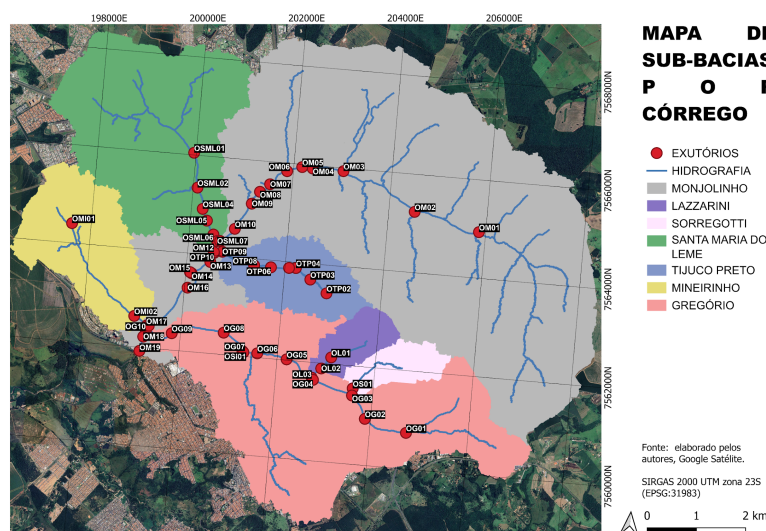 198000E 200000E 202000E 204000E 206000E
MAPA D
SUB-BACIAS
P O
CÓRREGO
EXUTÓRIOS
HIDROGRAFIA
MONJOLINHO
LAZZARINI
SORREGOTTI
SANTA MARIA DO
LEME
TIJUCO PRETO
MINEIRINHO
GREGÓRIO
7568000N
7566000N
7564000N
7562000N
7560000N
OSML01
OM06
OM05
OM04
OM03
OM07
OM08
OM09
OSML02
OSML04
OSML05
OM10
OM02
OM01
OMI01
OSML06
OSML07
OM12
OTP09
OTP10
OTP08
OM13
OTP06
OTP04
OTP03
OTP02
OM15
OM14
OM16
OMI02
OM17
OG10
OM18
OM19
OG09
OG08
OG07
OSI01
OG06
OG05
OL01
OL02
OL03
OG04
OS01
OG03
OG02
OG01
Fonte: elaborado pelos
autores, Google Satélite.
SIRGAS 2000 UTM zona 23S
(EPSG:31983)
0 1 2 km